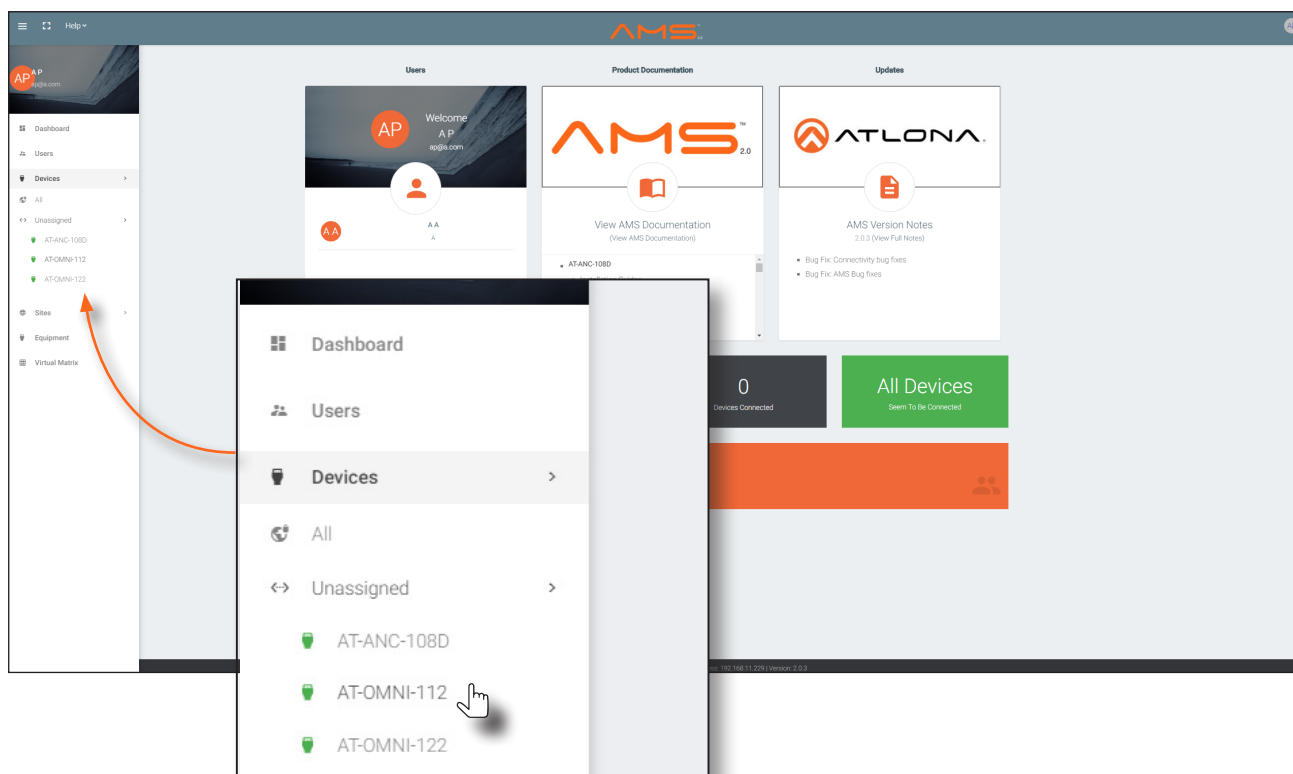 Help
AMS
2.0
AP
A P
ap@a.com
Dashboard
Users
Devices
All
Unassigned
AT-ANC-108D
AT-OMNI-112
AT-OMNI-122
Sites
Equipment
Virtual Matrix
Users
AP
Welcome
A P
ap@a.com
AA
A A
A
Product Documentation
AMS™
2.0
View AMS Documentation
(View AMS Documentation)
AT-ANC-108D
Updates
ATLONA.
AMS Version Notes
2.0.3 (View Full Notes)
Bug Fix: Connectivity bug fixes
Bug Fix: AMS Bug fixes
0
Devices Connected
All Devices
Seem To Be Connected
192.168.11.229 | Version: 2.0.3
Dashboard
Users
Devices
All
Unassigned
AT-ANC-108D
AT-OMNI-112
AT-OMNI-122